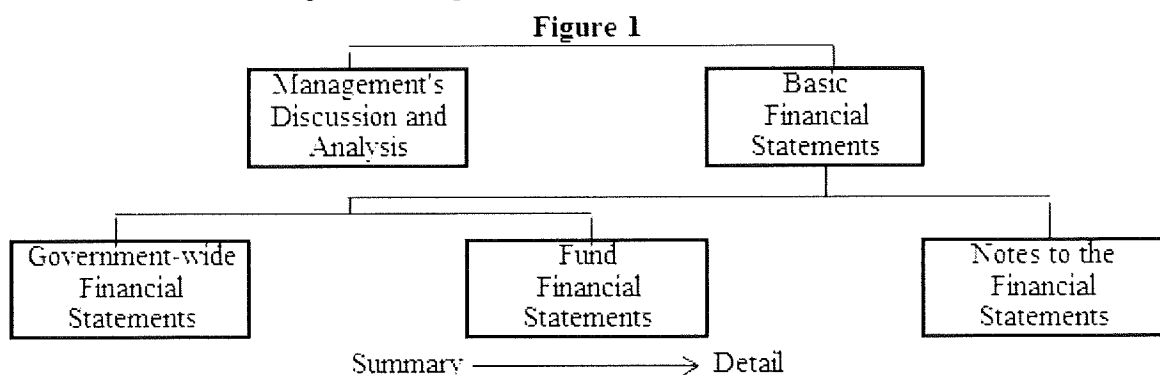 Figure 1
Management's
Discussion and
Analysis
Basic
Financial
Statements
Government-wide
Financial
Statements
Fund
Financial
Statements
Notes to the
Financial
Statements
Summary
Detail